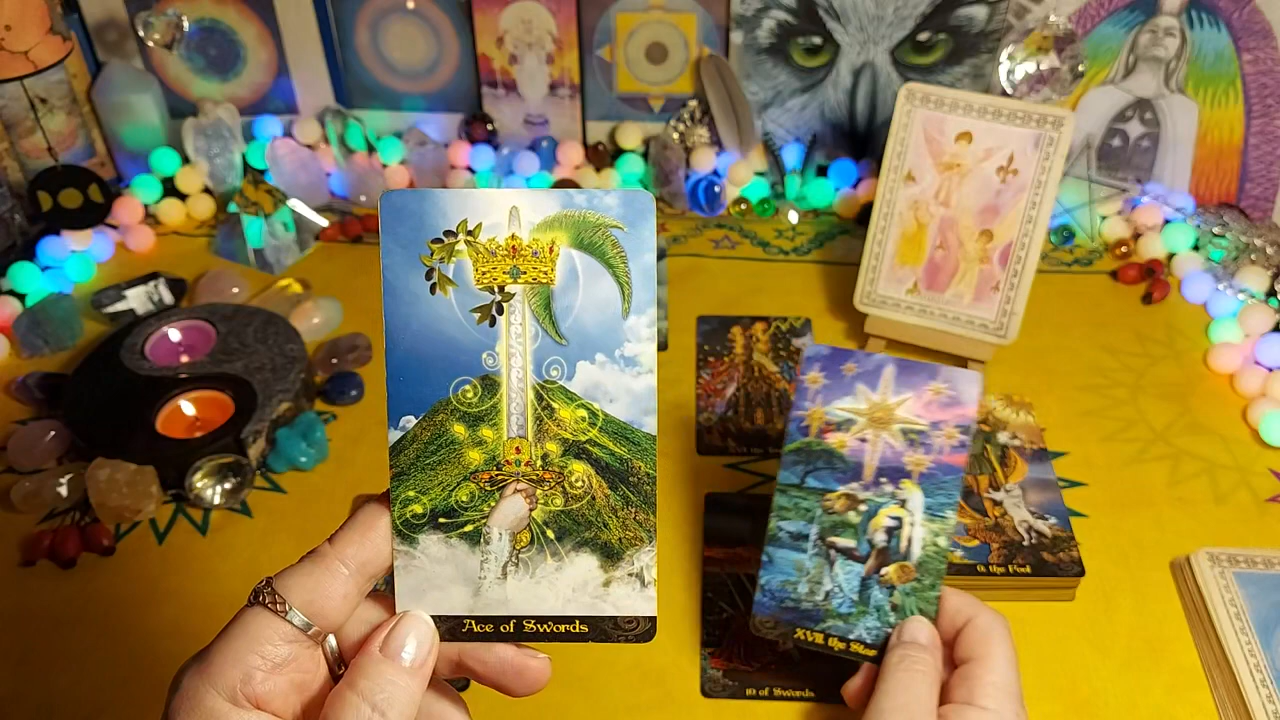 Ace of Swords
XVII. the Star
0. the Fool
10 of Swords